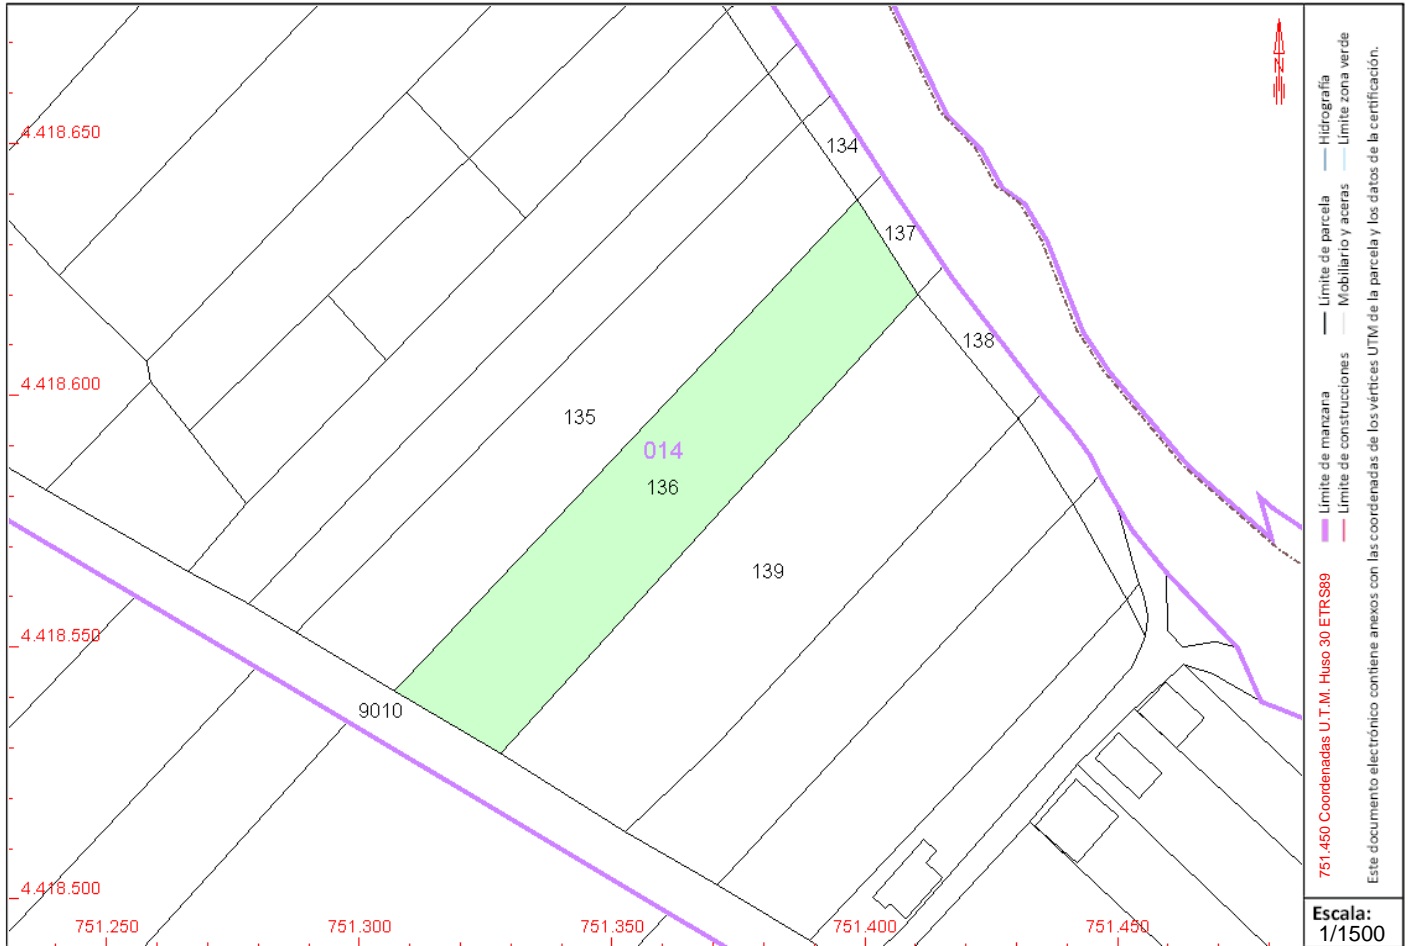 134
4.418.650
137
138
4.418.600
135
014
136
139
4.418.550
9010
4.418.500
751.250
751.300
751.350
751.400
751.450
N
751.450 Coordenadas U.T.M. Huso 30 ETRS89
Límite de manzana
Límite de parcela
Hidrografía
Límite de construcciones
Mobiliario y aceras
Límite zona verde
Este documento electrónico contiene anexos con las coordenadas de los vértices UTM de la parcela y los datos de la certificación.
Escala:
1/1500